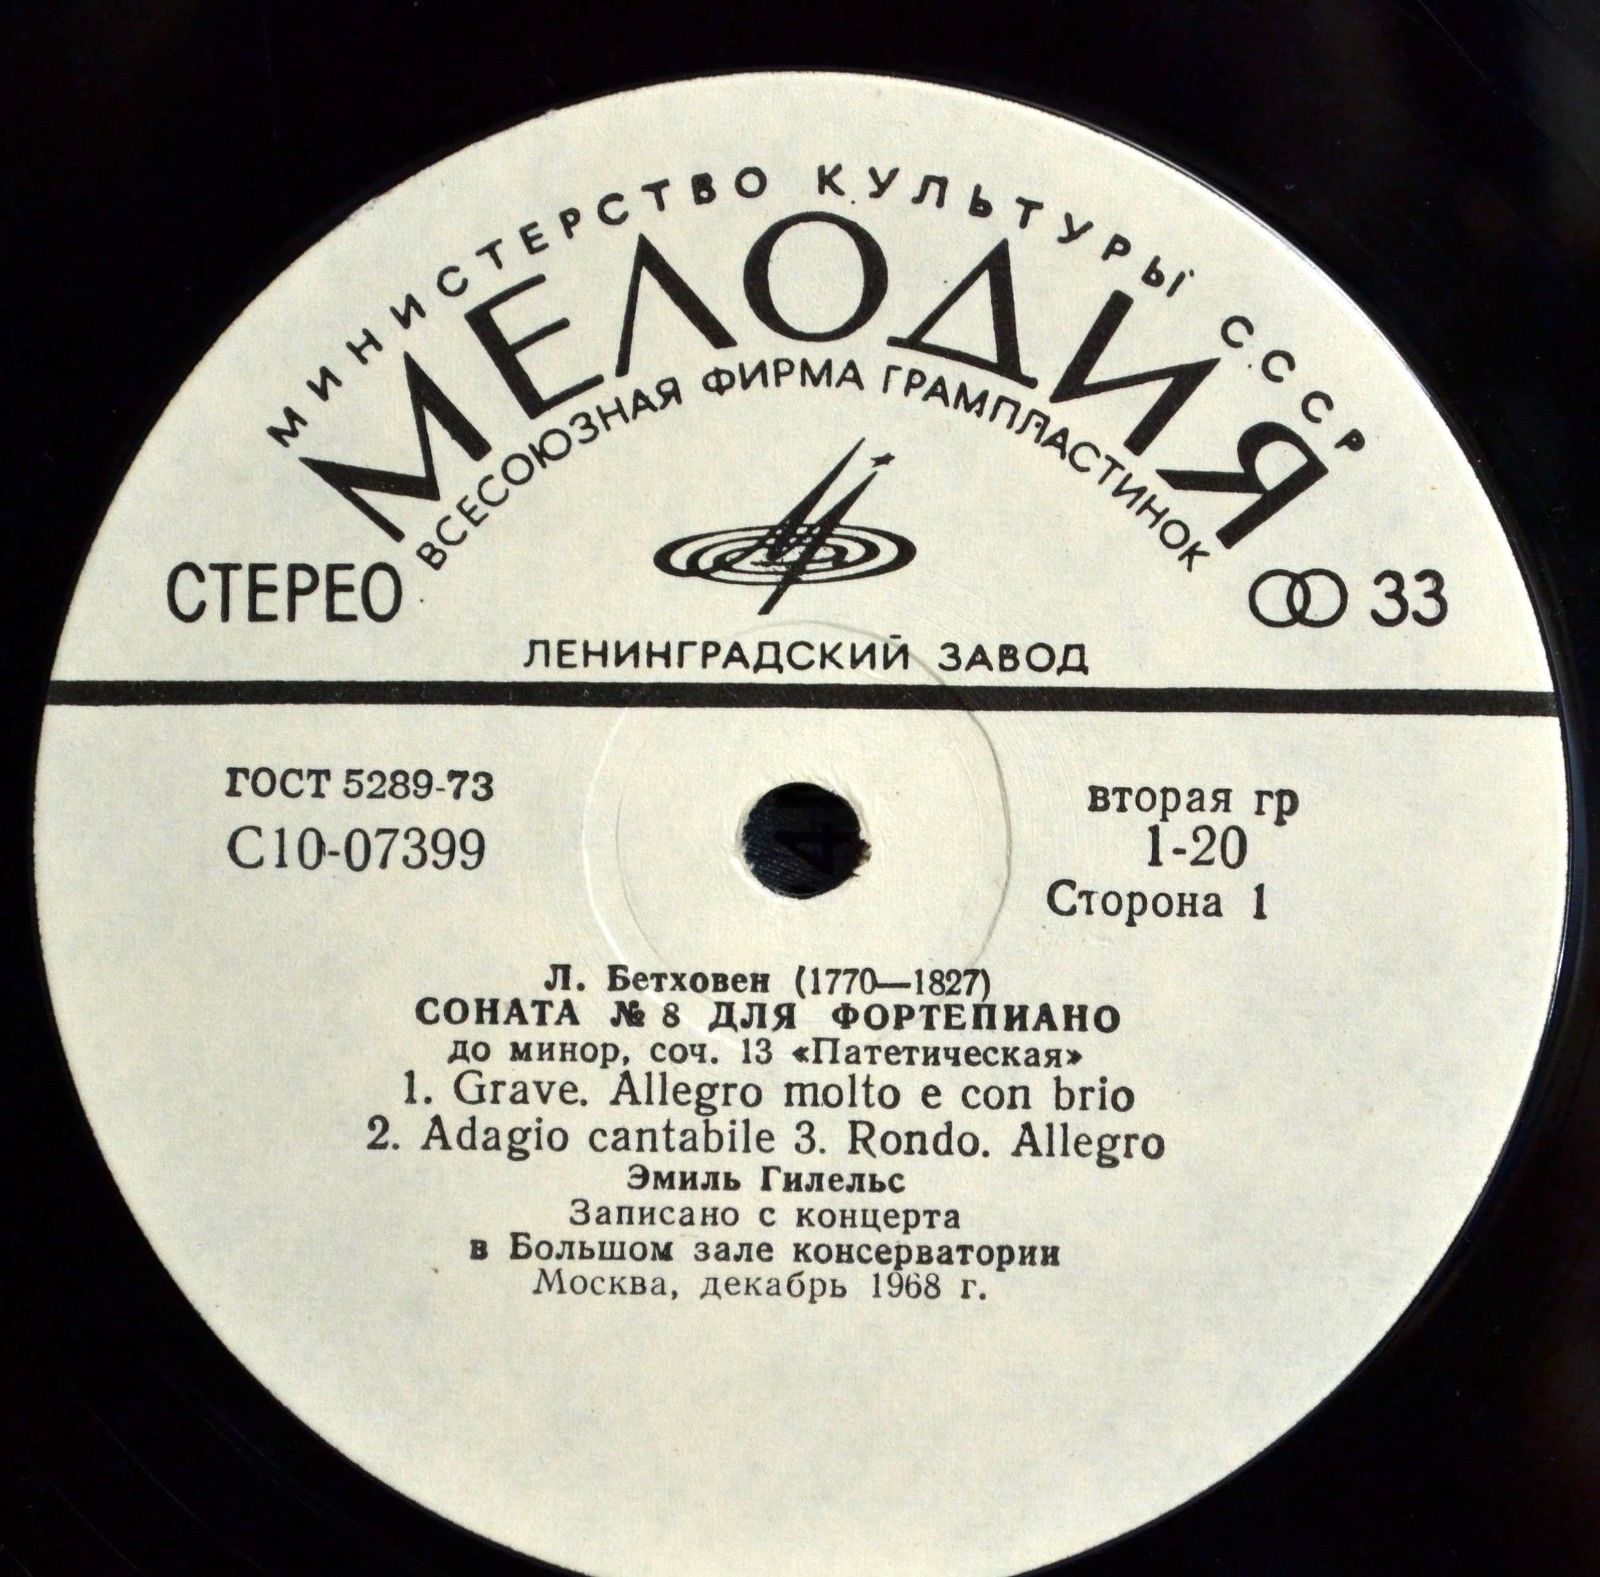 МИНИСТЕРСТВО КУЛЬТУРЫ СССР
МЕЛОДИЯ
ВСЕСОЮЗНАЯ ФИРМА ГРАМПЛАСТИНОК
СТЕРЕО
33
ЛЕНИНГРАДСКИЙ ЗАВОД
ГОСТ 5289-73
С10-07399
вторая гр
1-20
Сторона 1
Л. Бетховен (1770—1827)
СОНАТА № 8 ДЛЯ ФОРТЕПИАНО
до минор, соч. 13 «Патетическая»
1. Grave. Allegro molto e con brio
2. Adagio cantabile 3. Rondo. Allegro
Эмиль Гилельс
Записано с концерта
в Большом зале консерватории
Москва, декабрь 1968 г.